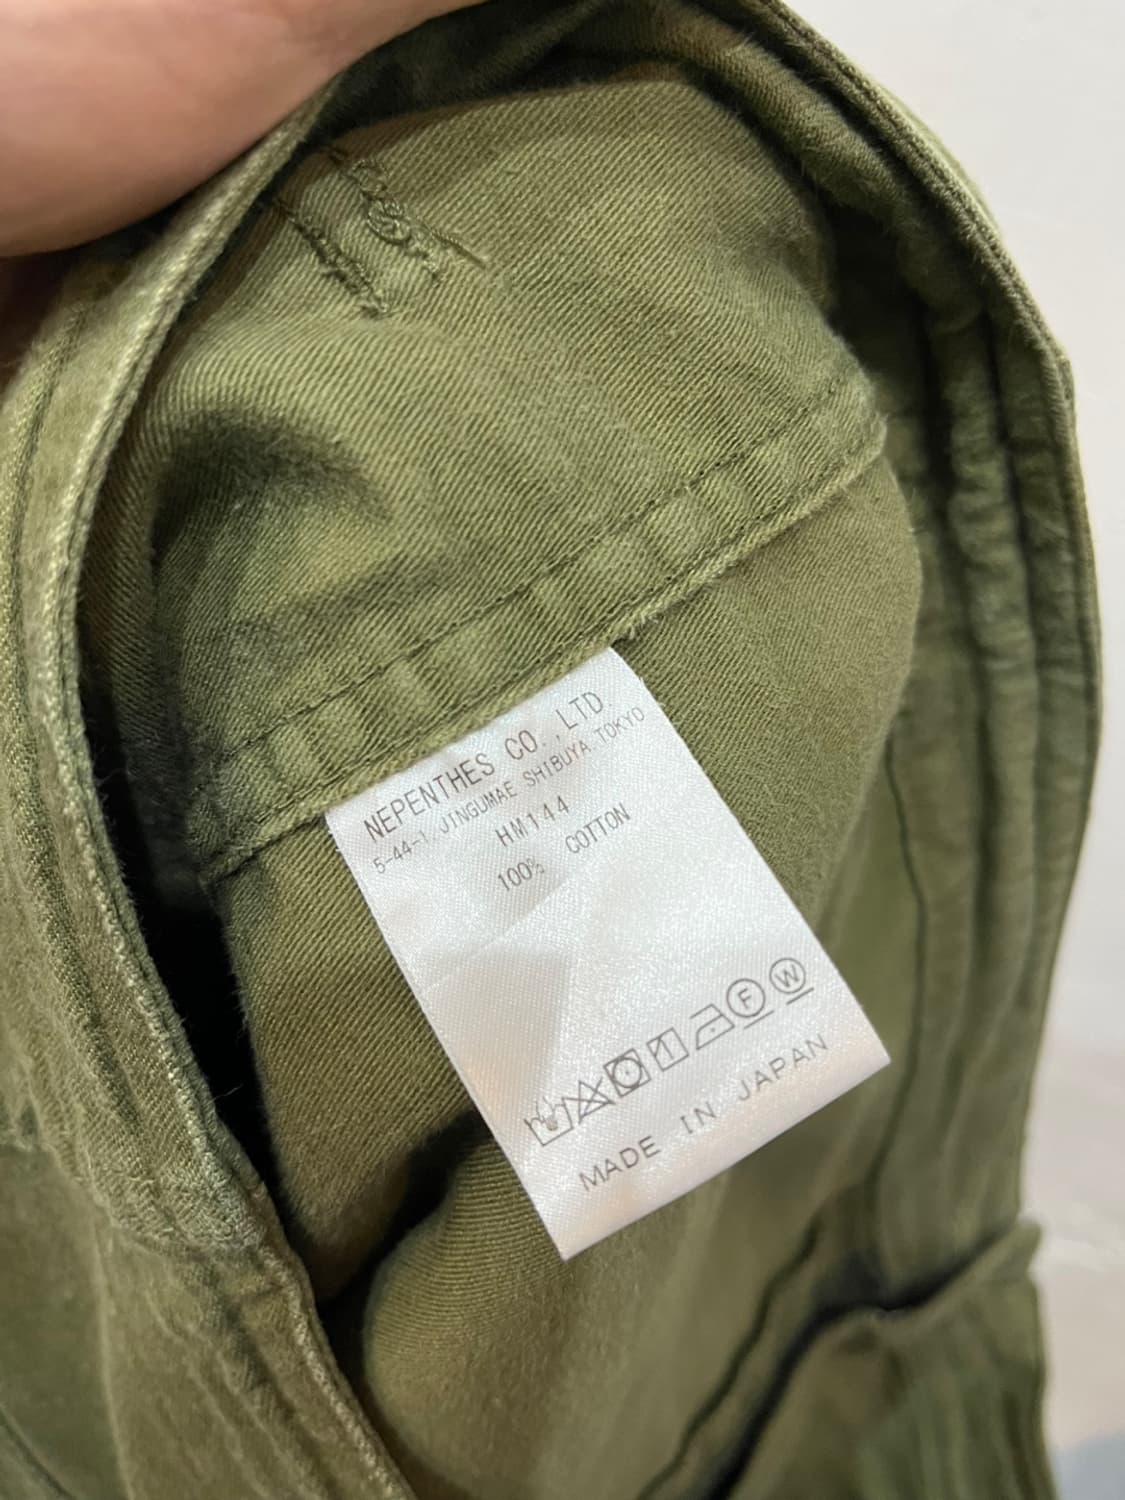 NEPENTHES CO.,LTD
5-44-1,JINGUMAE SHIBUYA TOKYO
HM144
100% COTTON
F W
MADE IN JAPAN